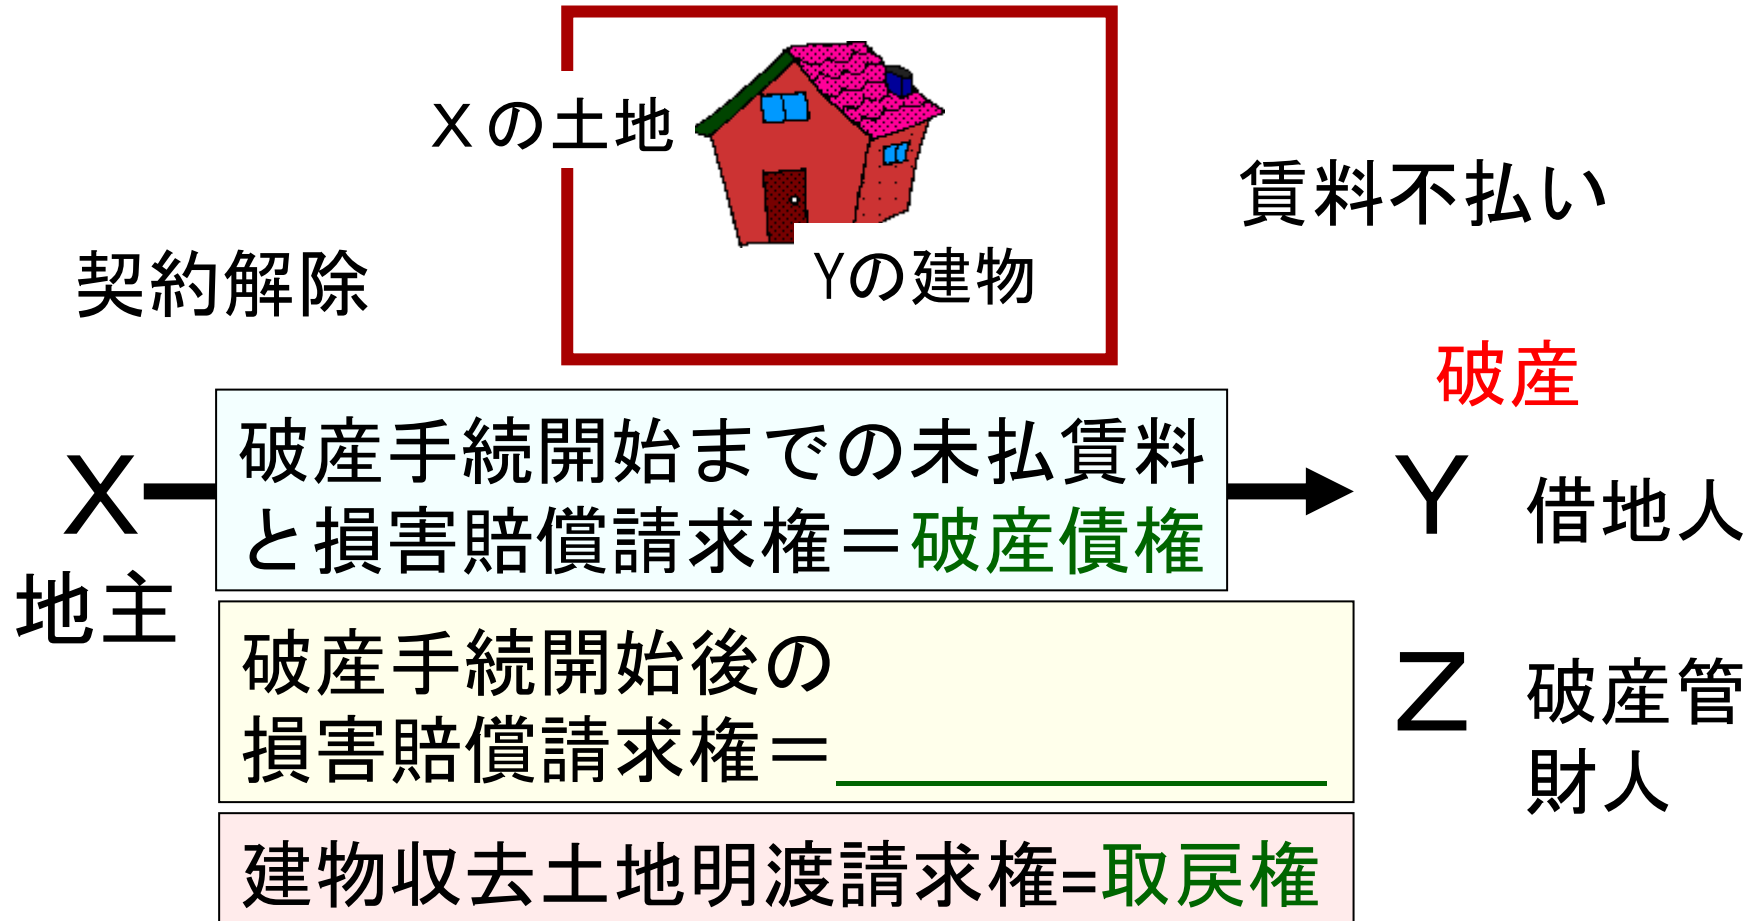 Xの土地
賃料不払い
Yの建物
契約解除
破産
破産手続開始までの未払賃料
と損害賠償請求権＝破産債権
X
地主
Y 借地人
破産手続開始後の
損害賠償請求権＝
Z 破産管
財人
建物収去土地明渡請求権=取戻権